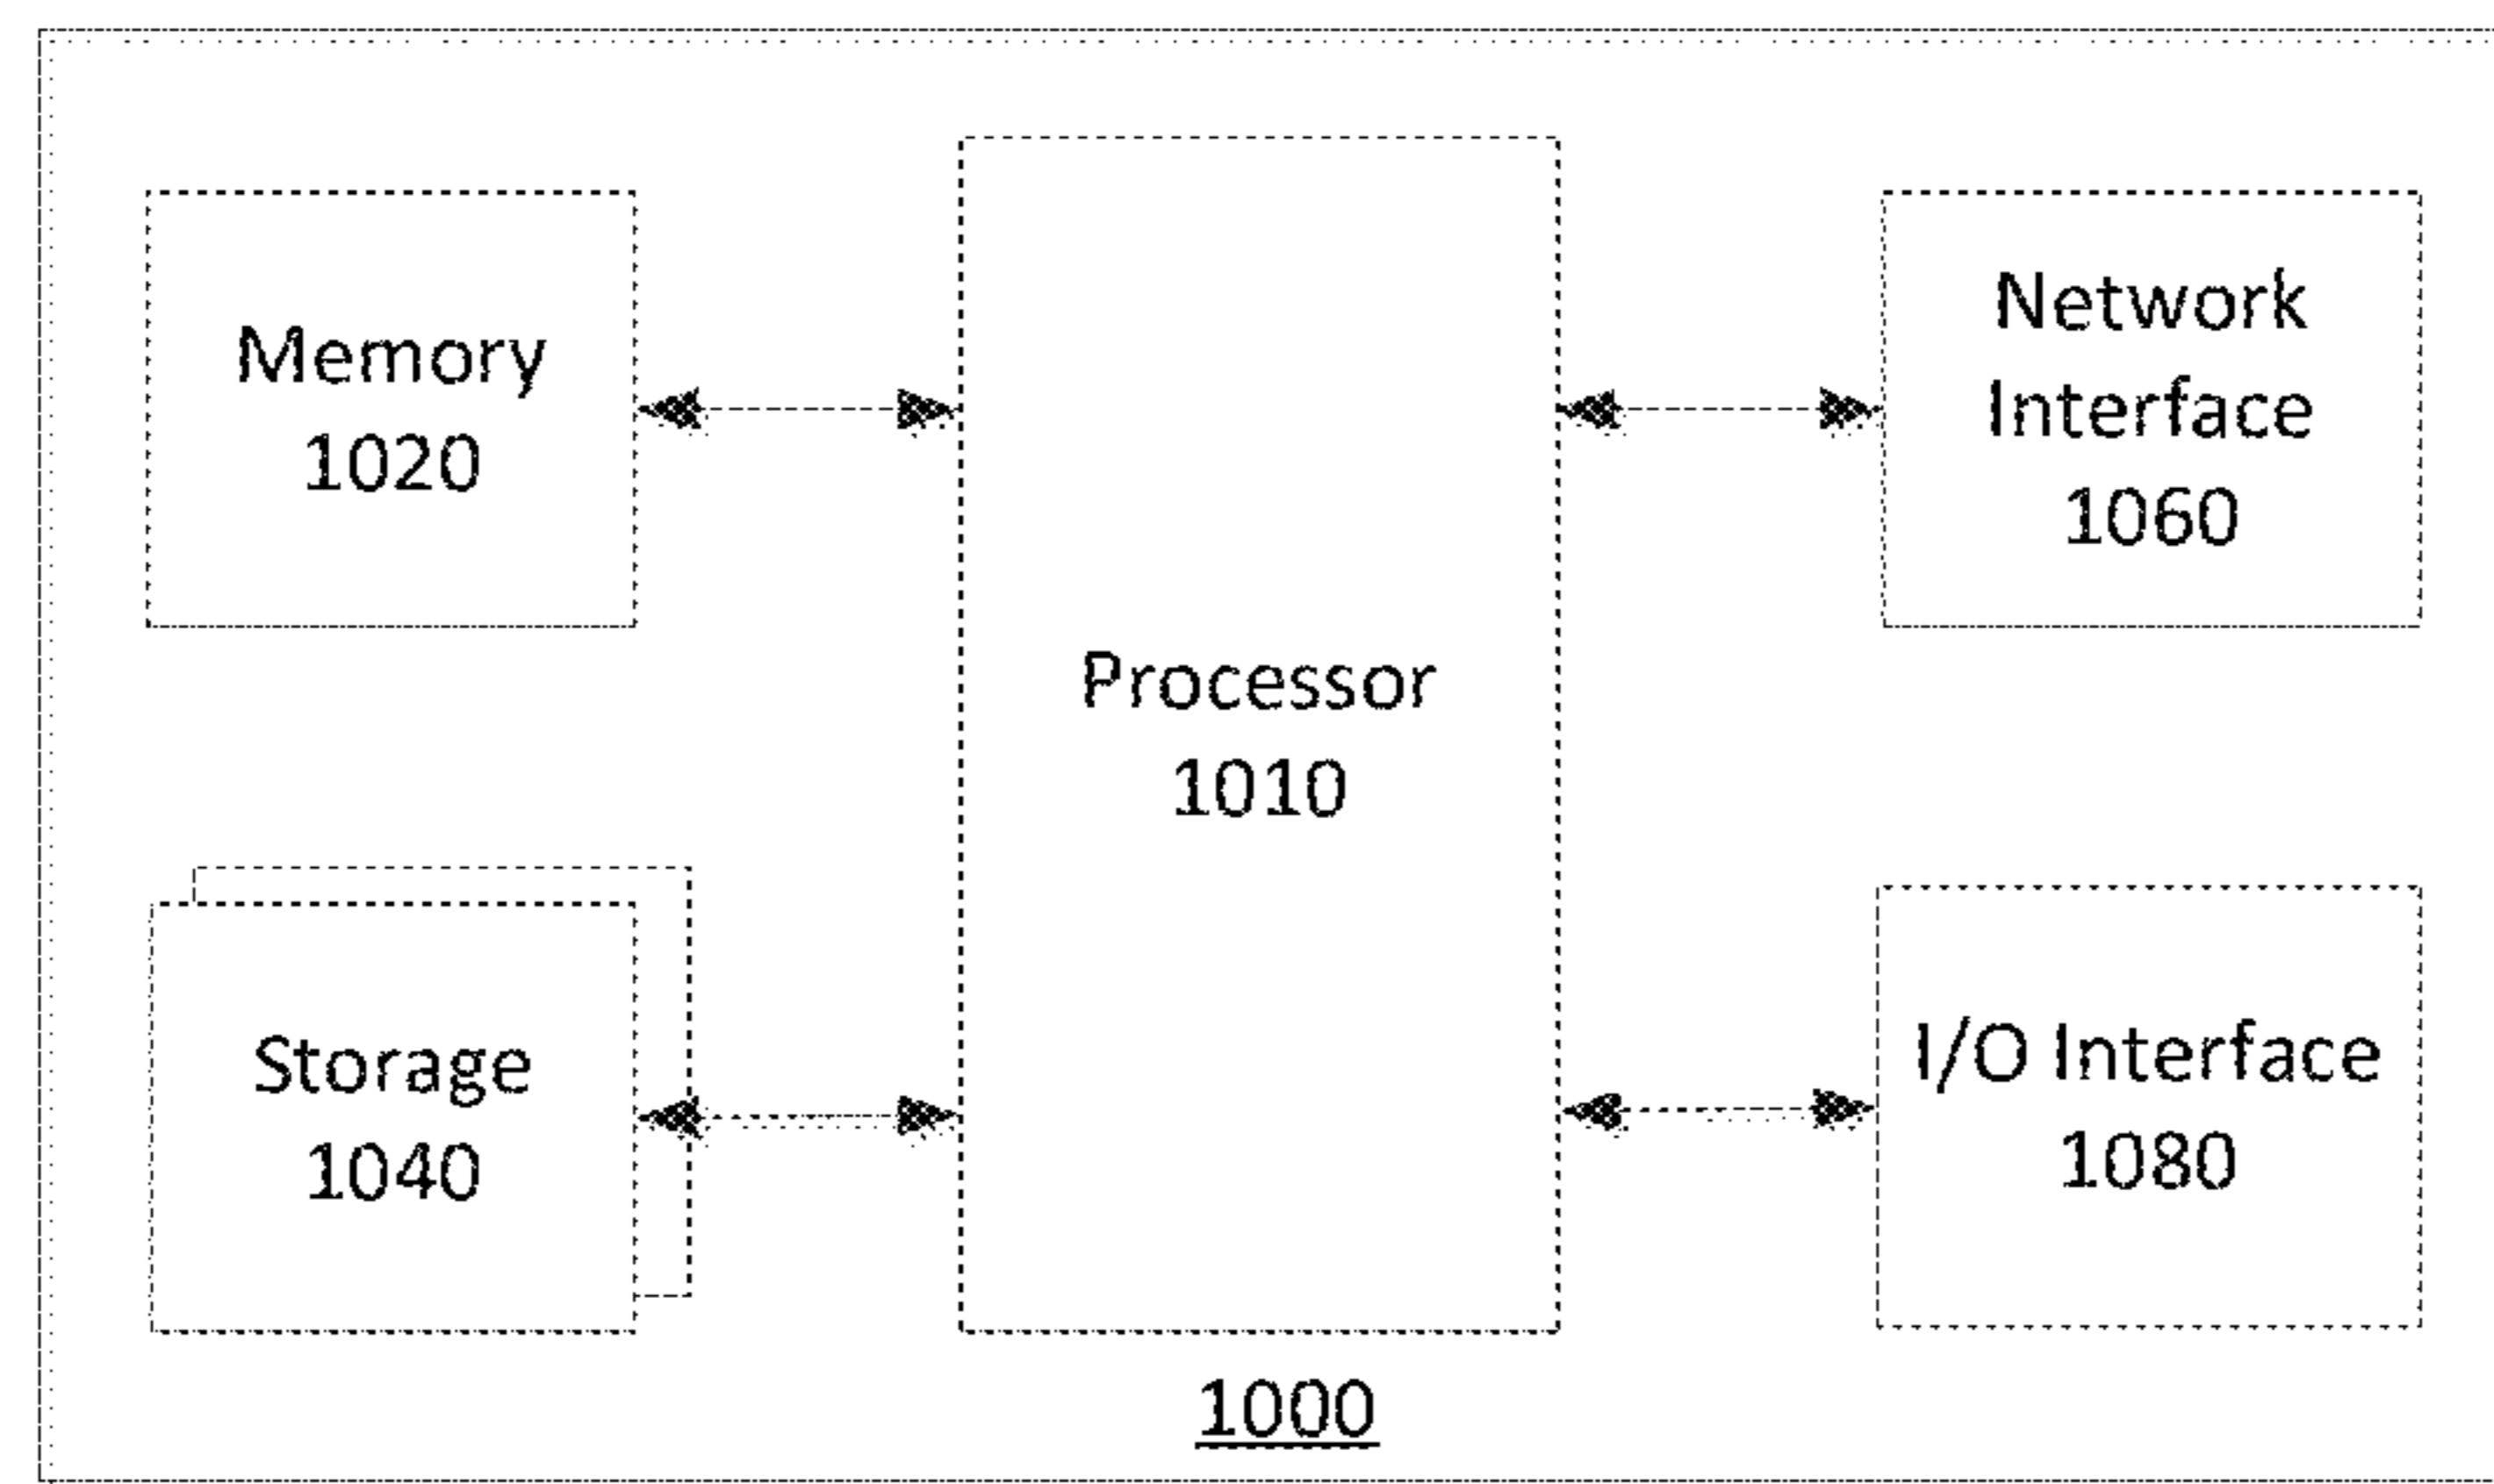 Memory
1020
Processor
1010
Network
Interface
1060
Storage
1040
I/O Interface
1080
1000